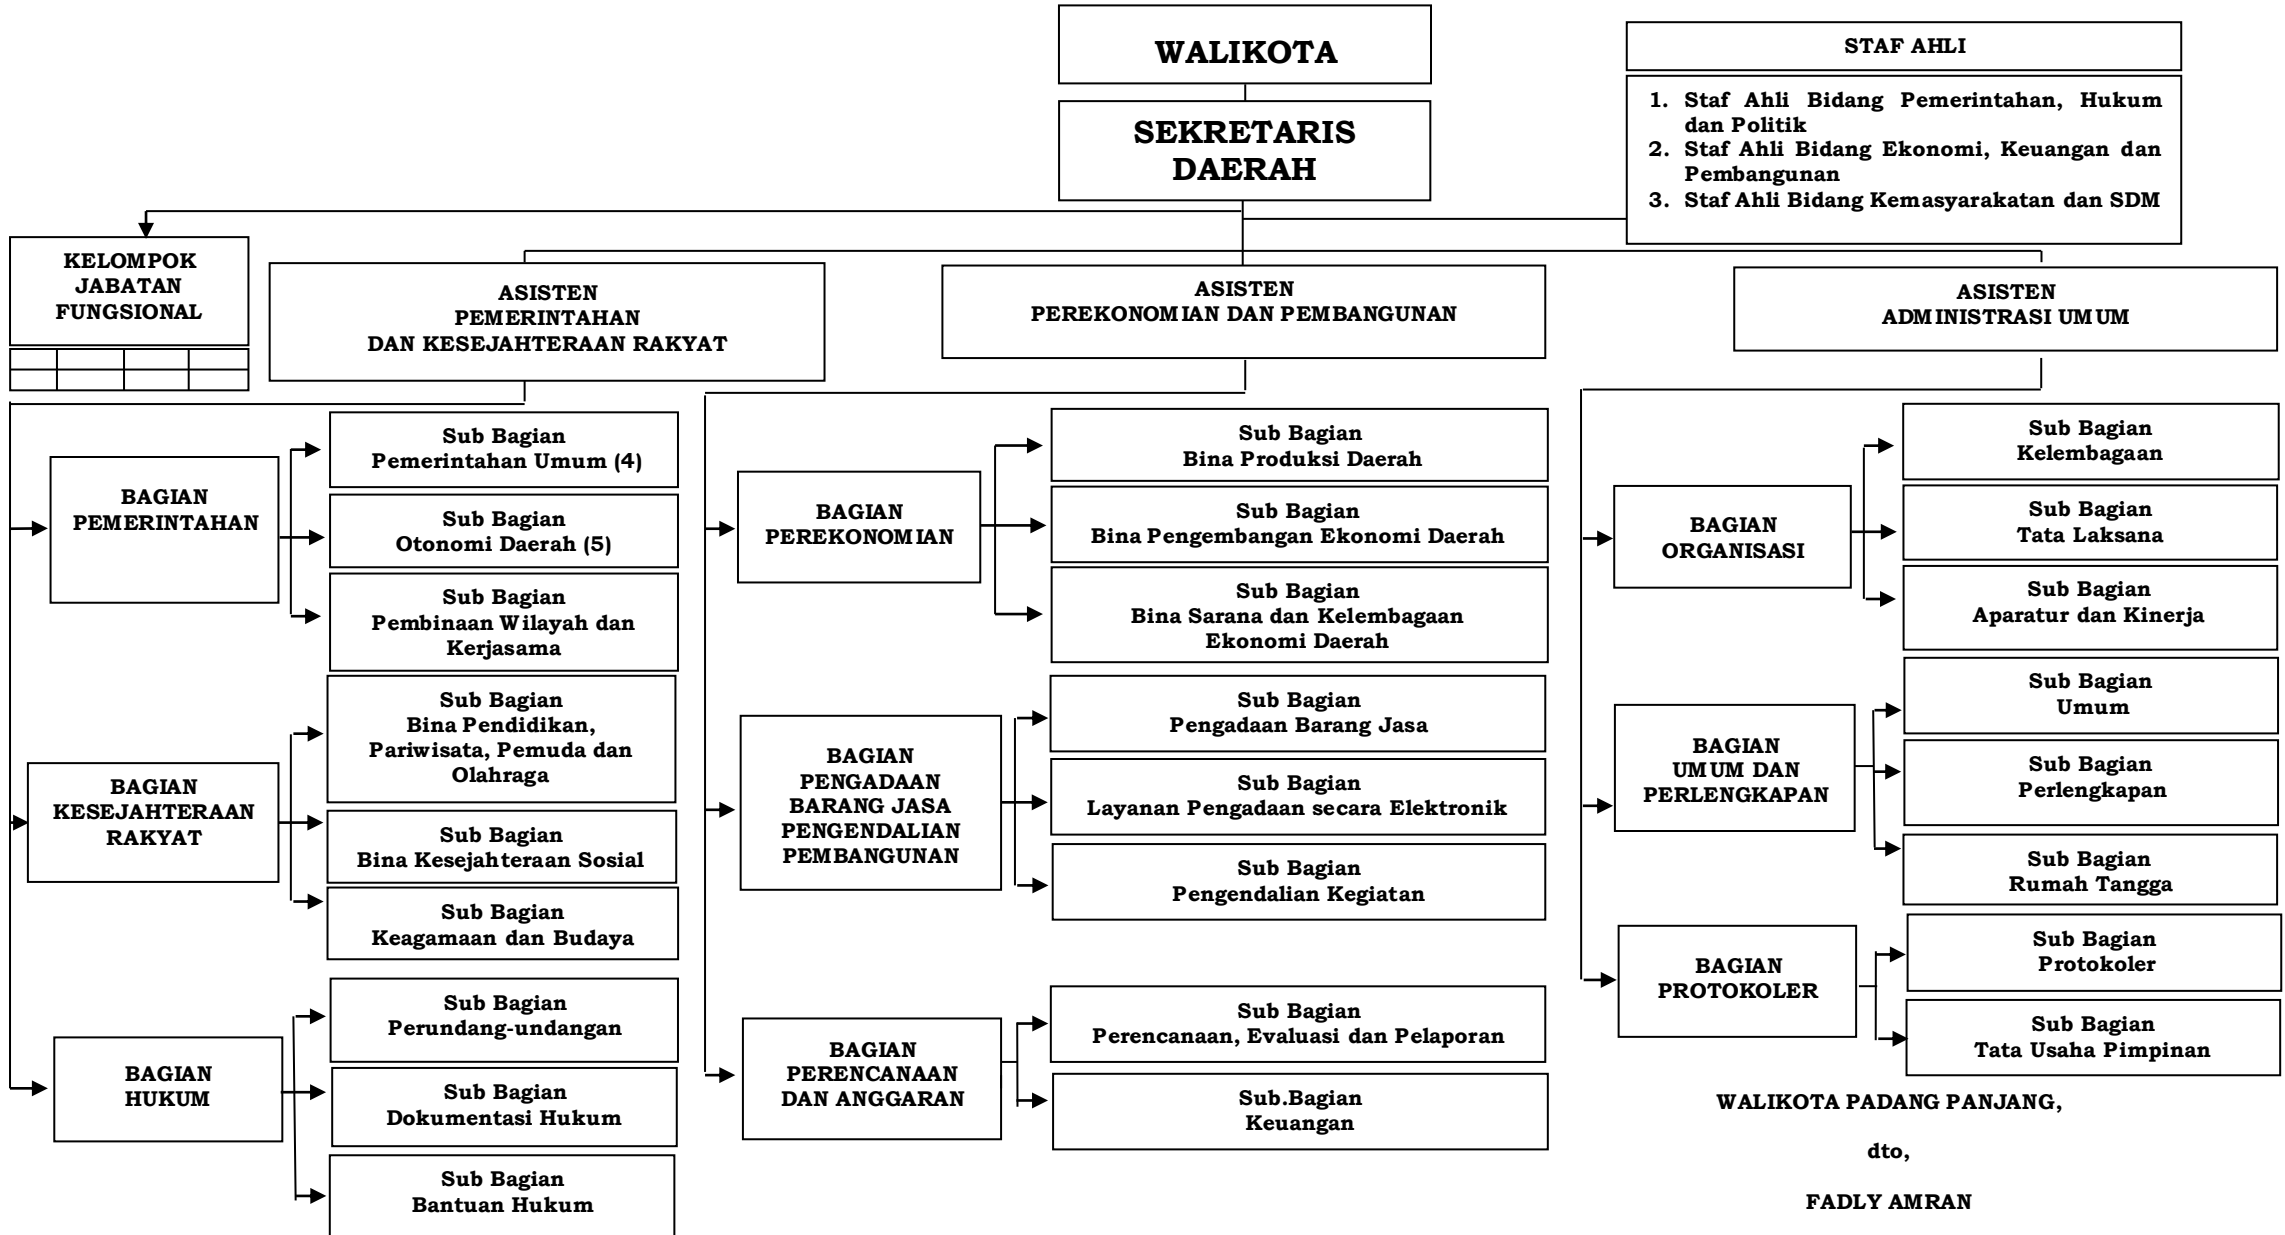 WALIKOTA
SEKRETARIS
DAERAH
STAF AHLI
1. Staf Ahli Bidang Pemerintahan, Hukum
dan Politik
2. Staf Ahli Bidang Ekonomi, Keuangan dan
Pembangunan
3. Staf Ahli Bidang Kemasyarakatan dan SDM
KELOMPOK
JABATAN
FUNGSIONAL
ASISTEN
PEMERINTAHAN
DAN KESEJAHTERAAN RAKYAT
ASISTEN
PEREKONOMIAN DAN PEMBANGUNAN
ASISTEN
ADMINISTRASI UMUM
BAGIAN
PEMERINTAHAN
Sub Bagian
Pemerintahan Umum (4)
Sub Bagian
Otonomi Daerah (5)
Sub Bagian
Pembinaan Wilayah dan
Kerjasama
BAGIAN
KESEJAHTERAAN
RAKYAT
Sub Bagian
Bina Pendidikan,
Pariwisata, Pemuda dan
Olahraga
Sub Bagian
Bina Kesejahteraan Sosial
Sub Bagian
Keagamaan dan Budaya
BAGIAN
HUKUM
Sub Bagian
Perundang-undangan
Sub Bagian
Dokumentasi Hukum
Sub Bagian
Bantuan Hukum
BAGIAN
PEREKONOMIAN
Sub Bagian
Bina Produksi Daerah
Sub Bagian
Bina Pengembangan Ekonomi Daerah
Sub Bagian
Bina Sarana dan Kelembagaan
Ekonomi Daerah
BAGIAN
PENGADAAN
BARANG JASA
PENGENDALIAN
PEMBANGUNAN
Sub Bagian
Pengadaan Barang Jasa
Sub Bagian
Layanan Pengadaan secara Elektronik
Sub Bagian
Pengendalian Kegiatan
BAGIAN
PERENCANAAN
DAN ANGGARAN
Sub Bagian
Perencanaan, Evaluasi dan Pelaporan
Sub.Bagian
Keuangan
BAGIAN
ORGANISASI
Sub Bagian
Kelembagaan
Sub Bagian
Tata Laksana
Sub Bagian
Aparatur dan Kinerja
BAGIAN
UMUM DAN
PERLENGKAPAN
Sub Bagian
Umum
Sub Bagian
Perlengkapan
Sub Bagian
Rumah Tangga
BAGIAN
PROTOKOLER
Sub Bagian
Protokoler
Sub Bagian
Tata Usaha Pimpinan
WALIKOTA PADANG PANJANG,
dto,
FADLY AMRAN